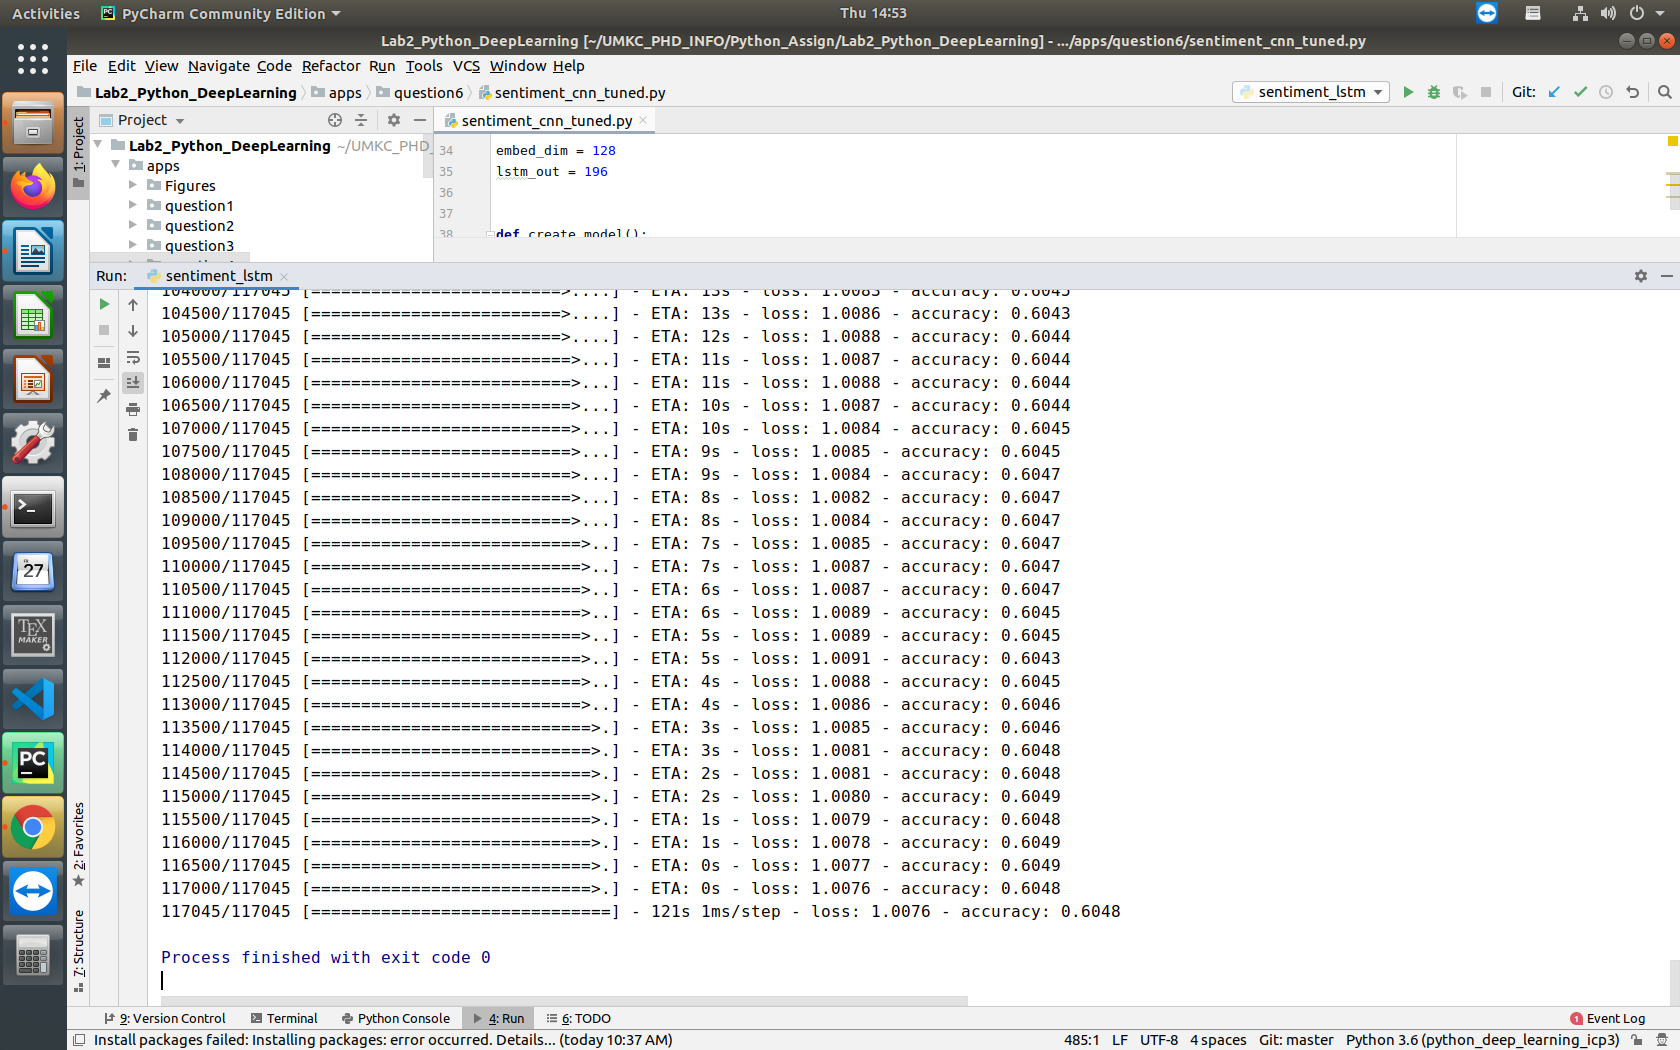 Activities PyCharm Community Edition Thu 14:53
Lab2_Python_DeepLearning [~/UMKC_PHD_INFO/Python_Assign/Lab2_Python_DeepLearning] - .../apps/question6/sentiment_cnn_tuned.py
File Edit View Navigate Code Refactor Run Tools VCS Window Help
Lab2_Python_DeepLearning apps question6 sentiment_cnn_tuned.py sentiment_lstm Git:
1: Project
Project
Lab2_Python_DeepLearning ~/UMKC_PHD_
apps
Figures
question1
question2
question3
sentiment_cnn_tuned.py
34 embed_dim = 128
35 lstm_out = 196
36
37
38 def create_model():
Run: sentiment_lstm
104000/117045 [=========================>....] - ETA: 13s - loss: 1.0083 - accuracy: 0.6045
104500/117045 [=========================>....] - ETA: 13s - loss: 1.0086 - accuracy: 0.6043
105000/117045 [=========================>....] - ETA: 12s - loss: 1.0088 - accuracy: 0.6044
105500/117045 [==========================>...] - ETA: 11s - loss: 1.0087 - accuracy: 0.6044
106000/117045 [==========================>...] - ETA: 11s - loss: 1.0088 - accuracy: 0.6044
106500/117045 [==========================>...] - ETA: 10s - loss: 1.0087 - accuracy: 0.6044
107000/117045 [==========================>...] - ETA: 10s - loss: 1.0084 - accuracy: 0.6045
107500/117045 [==========================>...] - ETA: 9s - loss: 1.0085 - accuracy: 0.6045
108000/117045 [==========================>...] - ETA: 9s - loss: 1.0084 - accuracy: 0.6047
108500/117045 [==========================>...] - ETA: 8s - loss: 1.0082 - accuracy: 0.6047
109000/117045 [==========================>...] - ETA: 8s - loss: 1.0084 - accuracy: 0.6047
109500/117045 [===========================>..] - ETA: 7s - loss: 1.0085 - accuracy: 0.6047
110000/117045 [===========================>..] - ETA: 7s - loss: 1.0087 - accuracy: 0.6047
110500/117045 [===========================>..] - ETA: 6s - loss: 1.0087 - accuracy: 0.6047
111000/117045 [===========================>..] - ETA: 6s - loss: 1.0089 - accuracy: 0.6045
111500/117045 [===========================>..] - ETA: 5s - loss: 1.0089 - accuracy: 0.6045
112000/117045 [===========================>..] - ETA: 5s - loss: 1.0091 - accuracy: 0.6043
112500/117045 [===========================>..] - ETA: 4s - loss: 1.0088 - accuracy: 0.6045
113000/117045 [===========================>..] - ETA: 4s - loss: 1.0086 - accuracy: 0.6046
113500/117045 [============================>.] - ETA: 3s - loss: 1.0085 - accuracy: 0.6046
114000/117045 [============================>.] - ETA: 3s - loss: 1.0081 - accuracy: 0.6048
114500/117045 [============================>.] - ETA: 2s - loss: 1.0081 - accuracy: 0.6048
115000/117045 [============================>.] - ETA: 2s - loss: 1.0080 - accuracy: 0.6049
115500/117045 [============================>.] - ETA: 1s - loss: 1.0079 - accuracy: 0.6048
116000/117045 [============================>.] - ETA: 1s - loss: 1.0078 - accuracy: 0.6049
116500/117045 [============================>.] - ETA: 0s - loss: 1.0077 - accuracy: 0.6049
117000/117045 [============================>.] - ETA: 0s - loss: 1.0076 - accuracy: 0.6048
117045/117045 [==============================] - 121s 1ms/step - loss: 1.0076 - accuracy: 0.6048
Process finished with exit code 0
2: Favorites
7: Structure
27
TEX
MAKER
PC
9: Version Control Terminal Python Console 4: Run 6: TODO 1 Event Log
Install packages failed: Installing packages: error occurred. Details... (today 10:37 AM) 485:1 LF UTF-8 4 spaces Git: master Python 3.6 (python_deep_learning_icp3)